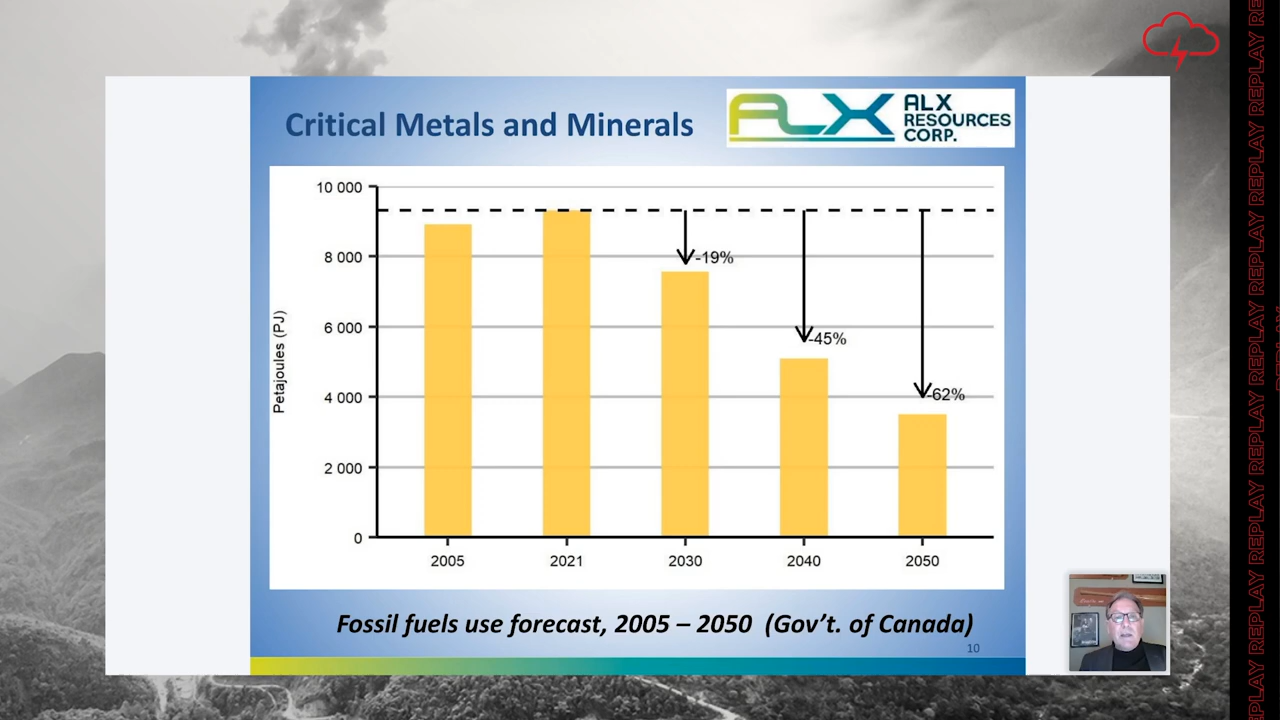 Critical Metals and Minerals
ALX
ALX
RESOURCES
CORP.
10 000
8 000
6 000
4 000
2 000
0
Petajoules (PJ)
-19%
-45%
-62%
2005
2021
2030
2040
2050
Fossil fuels use forecast, 2005 – 2050 (Gov’t. of Canada)
10
REPLAY REPLAY REPLAY REPLAY REPLAY REPLAY REPLAY